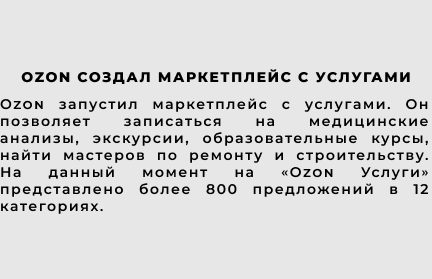 OZON СОЗДАЛ МАРКЕТПЛЕЙС С УСЛУГАМИ
Ozon запустил маркетплейс с услугами. Он
позволяет записаться на медицинские
анализы, экскурсии, образовательные курсы,
найти мастеров по ремонту и строительству.
На данный момент на «Ozon Услуги»
представлено более 800 предложений в 12
категориях.